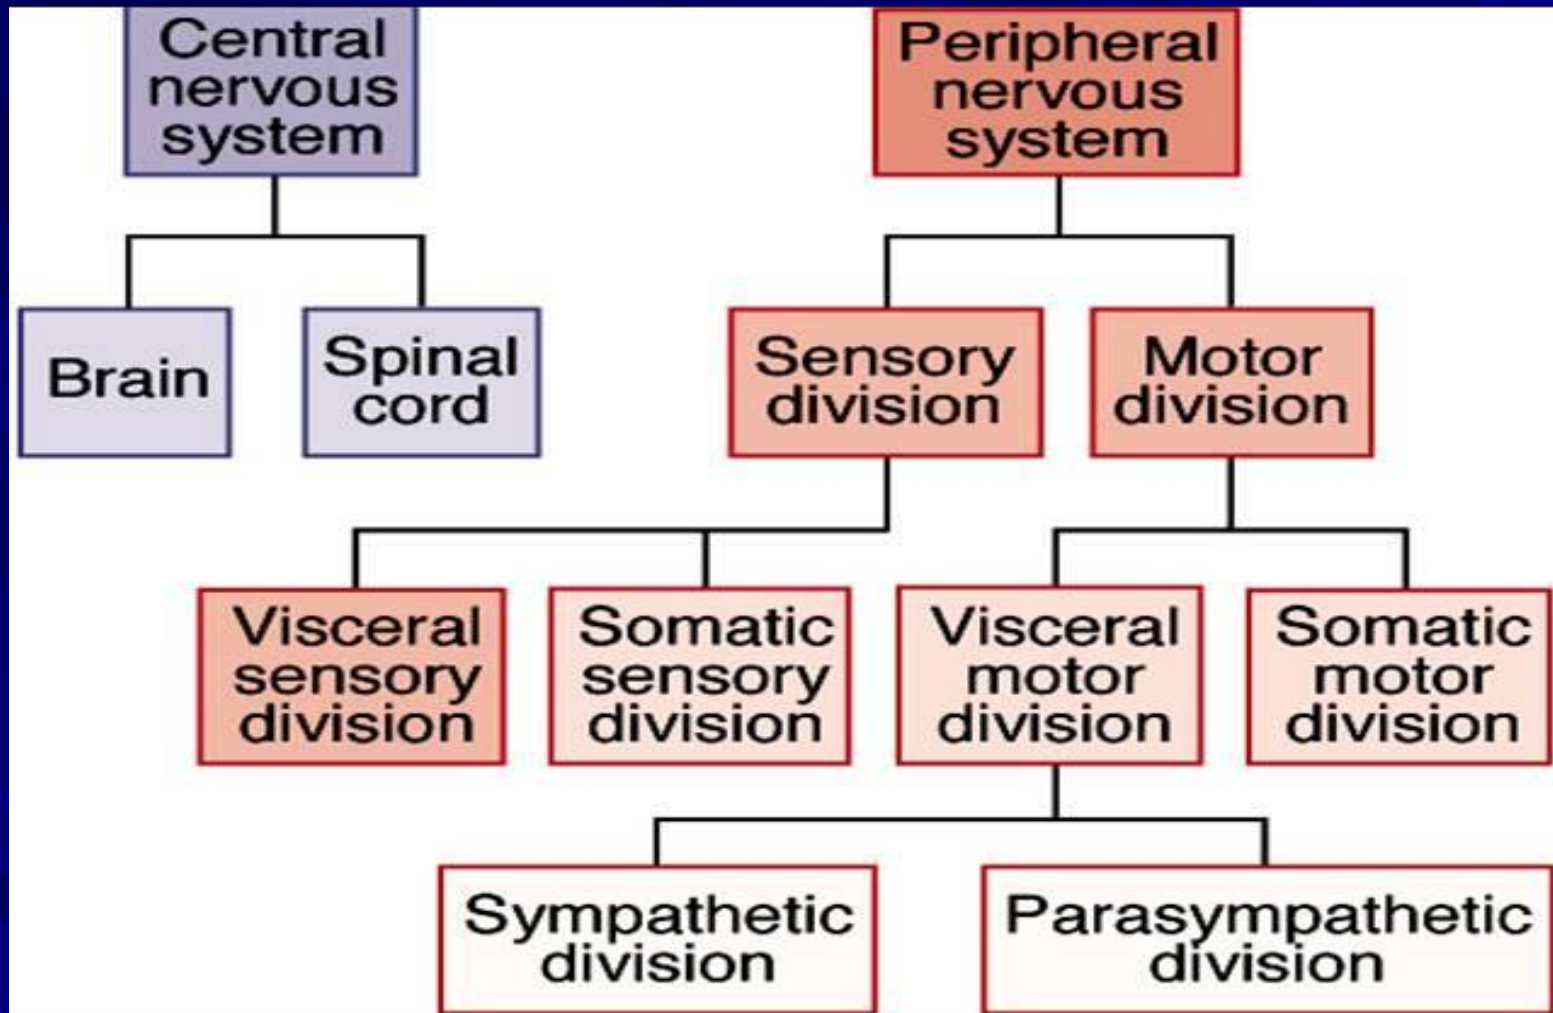 Central
nervous
system
Peripheral
nervous
system
Brain
Spinal
cord
Sensory
division
Motor
division
Visceral
sensory
division
Somatic
sensory
division
Visceral
motor
division
Somatic
motor
division
Sympathetic
division
Parasympathetic
division